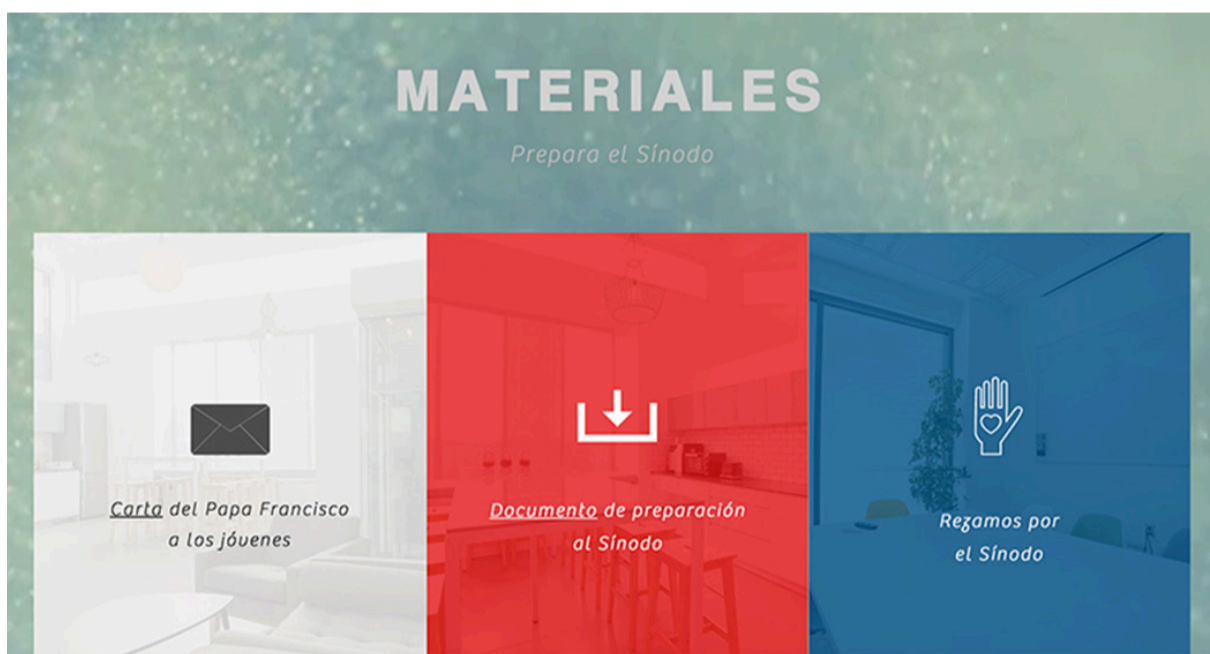 MATERIALES
Prepara el Sínodo
Carta del Papa Francisco
a los jóvenes
Documento de preparación
al Sínodo
Rezamos por
el Sínodo